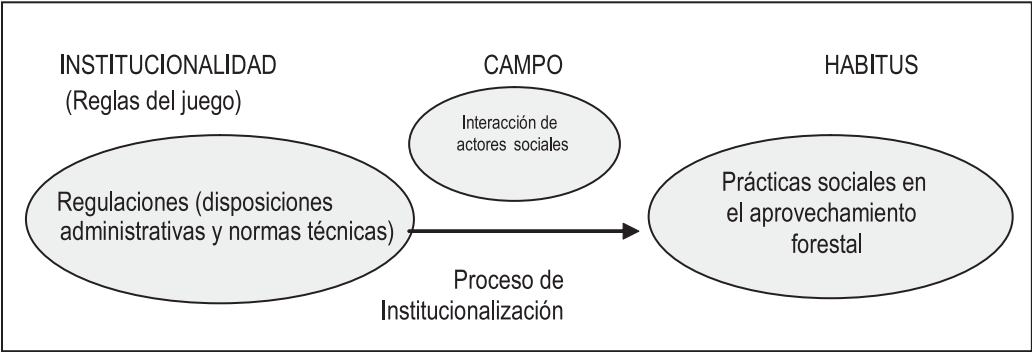 INSTITUCIONALIDAD
(Reglas del juego)
CAMPO
HABITUS
Interacción de
actores sociales
Regulaciones (disposiciones
administrativas y normas técnicas)
Prácticas sociales en
el aprovechamiento
forestal
Proceso de
Institucionalización